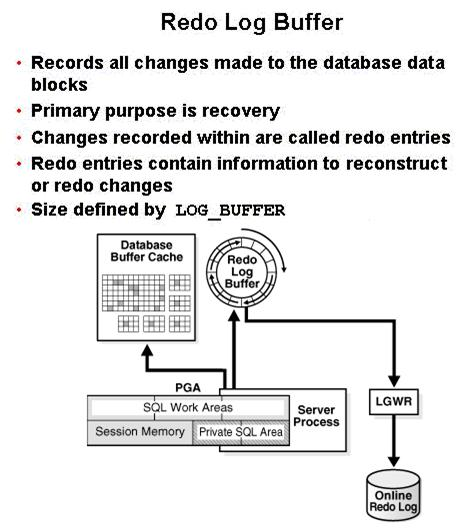 Redo Log Buffer
• Records all changes made to the database data
blocks
• Primary purpose is recovery
• Changes recorded within are called redo entries
• Redo entries contain information to reconstruct
or redo changes
• Size defined by LOG_BUFFER
Database
Buffer Cache
Redo
Log
Buffer
PGA
SQL Work Areas
Session Memory
Private SQL Area
Server
Process
LGWR
Online
Redo Log